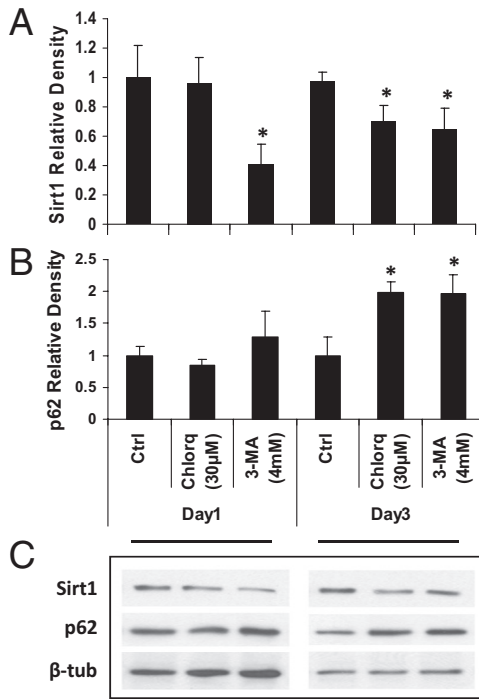 A
Sirt1 Relative Density
1.4
1.2
1
0.8
0.6
0.4
0.2
0
*
*
*
B
p62 Relative Density
2.5
2
1.5
1
0.5
0
*
*
Ctrl
Chlorq
(30µM)
3-MA
(4mM)
Ctrl
Chlorq
(30µM)
3-MA
(4mM)
Day1
Day3
C
Sirt1
p62
β-tub